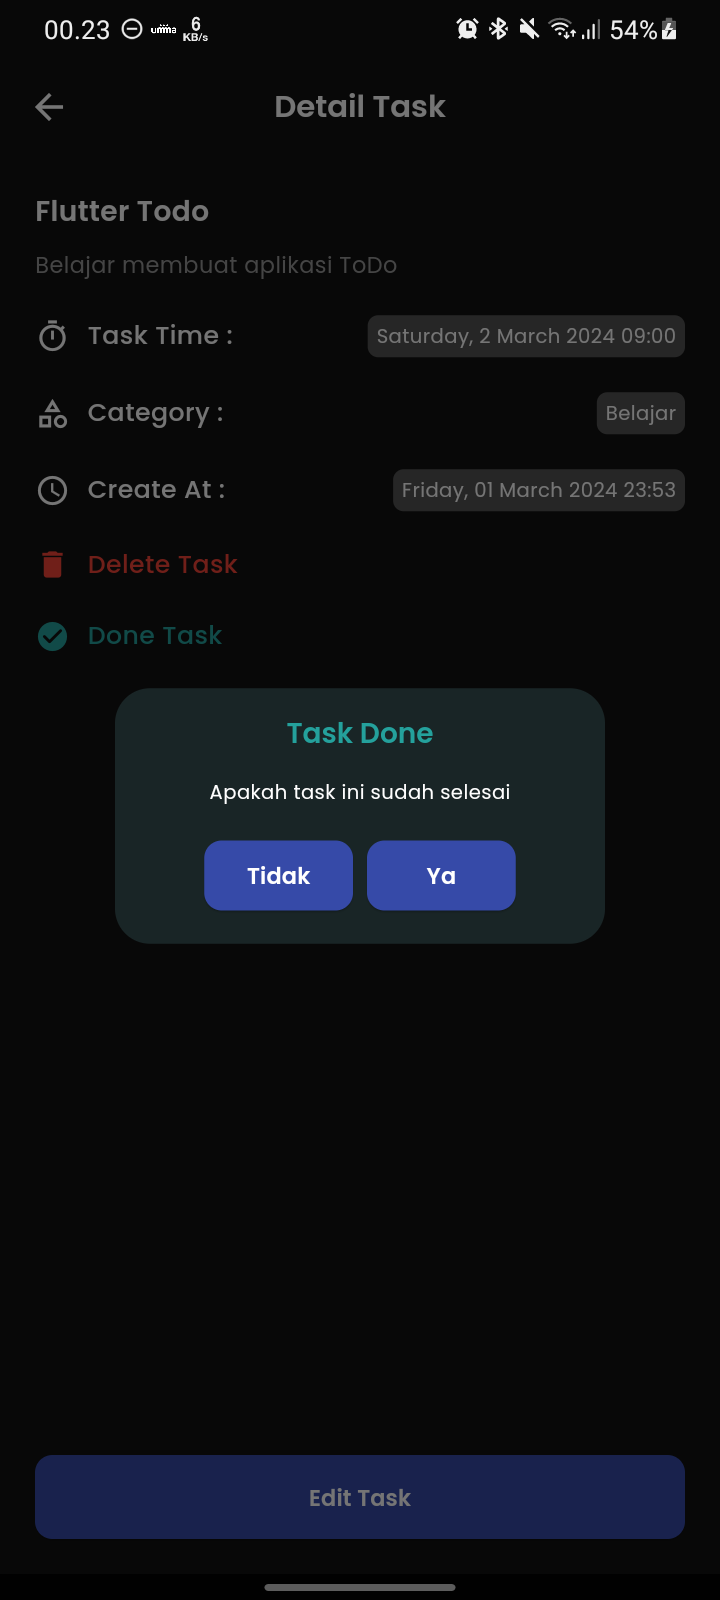 00.23 umma 6 KB/s 54%
Detail Task
Flutter Todo
Belajar membuat aplikasi ToDo
Task Time : Saturday, 2 March 2024 09:00
Category : Belajar
Create At : Friday, 01 March 2024 23:53
Delete Task
Done Task
Task Done
Apakah task ini sudah selesai
Tidak Ya
Edit Task